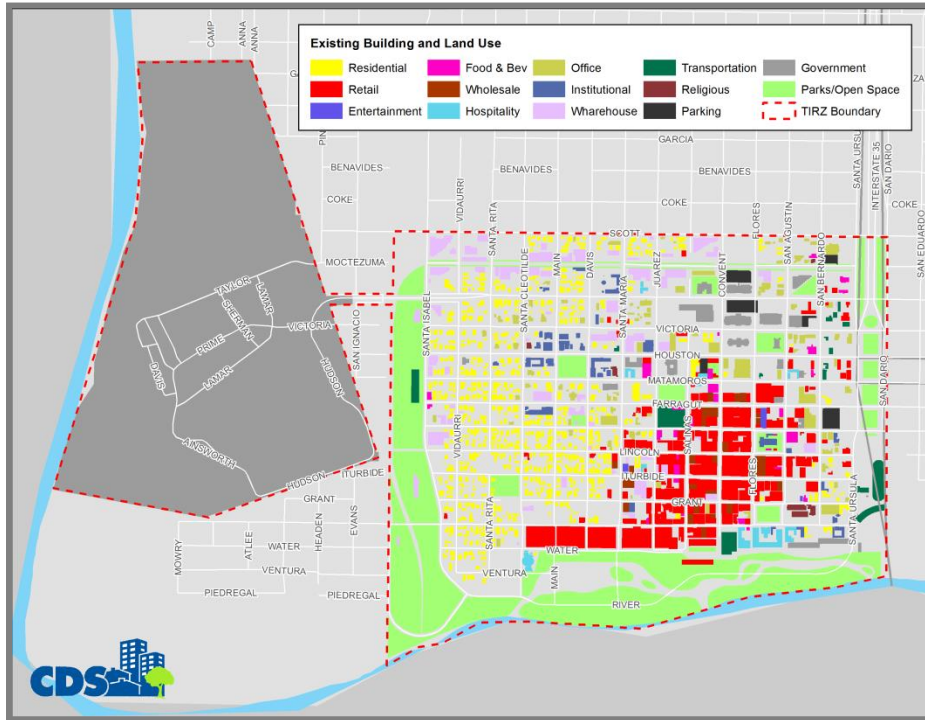 CAMP
ANNA
ANNA
Existing Building and Land Use
Residential
Food & Bev
Office
Transportation
Government
Retail
Wholesale
Institutional
Religious
Parks/Open Space
Entertainment
Hospitality
Wharehouse
Parking
TIRZ Boundary
GARCIA
BENAVIDES
BENAVIDES
BENAVIDES
COKE
COKE
COKE
VIDAURRI
SANTA RITA
FLORES
SAN AGUSTIN
INTERSTATE 35
SAN DARIO
SAN EDUARDO
SCOTT
MOCTEZUMA
SANTA CLEOTILDE
MAIN
DAVIS
SANTA MARIA
JUAREZ
CONVENT
SAN BERNARDO
TAYLOR
LAMAR
SHERMAN
VICTORIA
VICTORIA
SAN IGNACIO
SANTA ISABEL
PRIME
LAMAR
DAVIS
HUDSON
HOUSTON
MATAMOROS
SAN DARIO
FARRAGUT
SALINAS
VIDAURRI
LINCOLN
AINSWORTH
HUDSON
ITURBIDE
ITURBIDE
FLORES
GRANT
GRANT
MOWRY
ATLEE
HEADEN
EVANS
SANTA RITA
SANTA URSULA
WATER
WATER
VENTURA
VENTURA
MAIN
PIEDREGAL
PIEDREGAL
RIVER
CDS